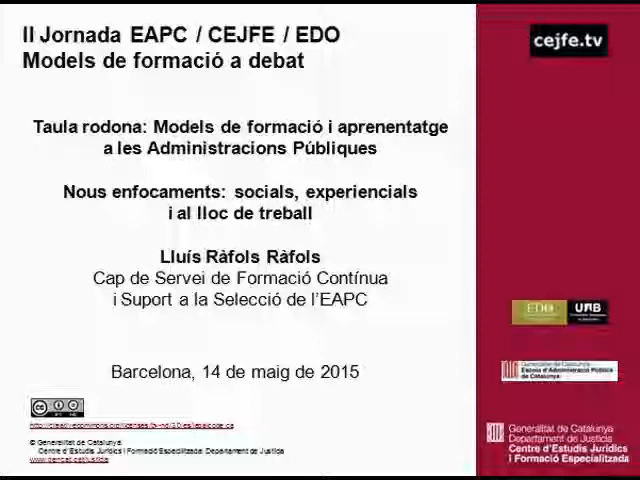 II Jornada EAPC / CEJFE / EDO
Models de formació a debat
cejfe.tv
Taula rodona: Models de formació i aprenentatge
a les Administracions Públiques
Nous enfocaments: socials, experiencials
i al lloc de treball
Lluís Ràfols Ràfols
Cap de Servei de Formació Contínua
i Suport a la Selecció de l'EAPC
Barcelona, 14 de maig de 2015
EDO UAB
Generalitat de Catalunya
Escola d'Administració Pública
de Catalunya
© Generalitat de Catalunya
Centre d'Estudis Jurídics i Formació Especialitzada. Departament de Justícia
www.gencat.cat/justicia
Generalitat de Catalunya
Departament de Justícia
Centre d'Estudis Jurídics
i Formació Especialitzada